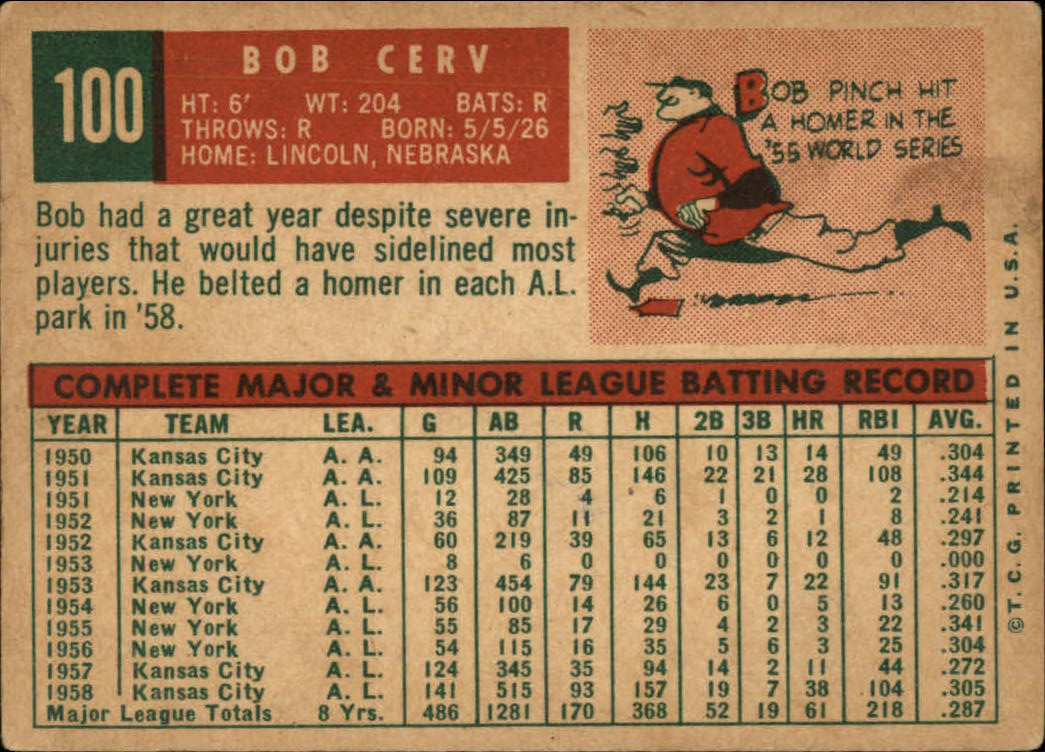 100
BOB CERV
HT: 6' WT: 204 BATS: R
THROWS: R BORN: 5/5/26
HOME: LINCOLN, NEBRASKA
BOB PINCH HIT
A HOMER IN THE
'55 WORLD SERIES
Bob had a great year despite severe in-
juries that would have sidelined most
players. He belted a homer in each A.L.
park in '58.
COMPLETE MAJOR & MINOR LEAGUE BATTING RECORD
YEAR TEAM LEA. G AB R H 2B 3B HR RBI AVG.
1950 Kansas City A. A. 94 349 49 106 10 13 14 49 .304
1951 Kansas City A. A. 109 425 85 146 22 21 28 108 .344
1951 New York A. L. 12 28 4 6 1 0 0 2 .214
1952 New York A. L. 36 87 11 21 3 2 1 8 .241
1952 Kansas City A. A. 60 219 39 65 13 6 12 48 .297
1953 New York A. L. 8 6 0 0 0 0 0 0 .000
1953 Kansas City A. A. 123 454 79 144 23 7 22 91 .317
1954 New York A. L. 56 100 14 26 6 0 5 13 .260
1955 New York A. L. 55 85 17 29 4 2 3 22 .341
1956 New York A. L. 54 115 16 35 5 6 3 25 .304
1957 Kansas City A. L. 124 345 35 94 14 2 11 44 .272
1958 Kansas City A. L. 141 515 93 157 19 7 38 104 .305
Major League Totals 8 Yrs. 486 1281 170 368 52 19 61 218 .287
©T. C. G. PRINTED IN U.S.A.